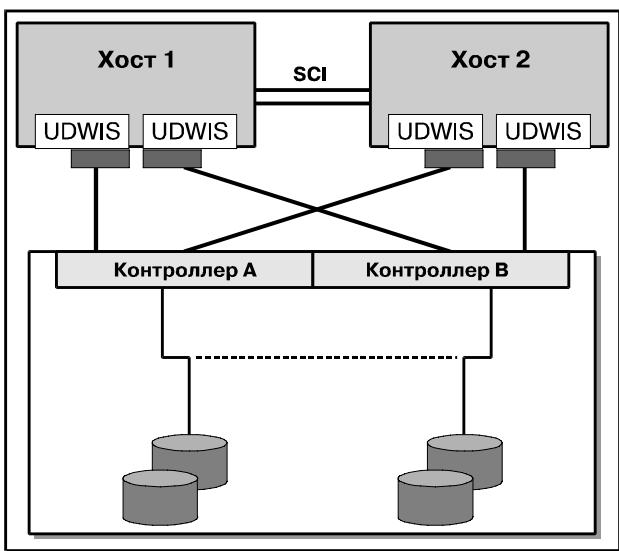 Хост 1
SCI
Хост 2
UDWIS UDWIS
UDWIS UDWIS
Контроллер A
Контроллер B